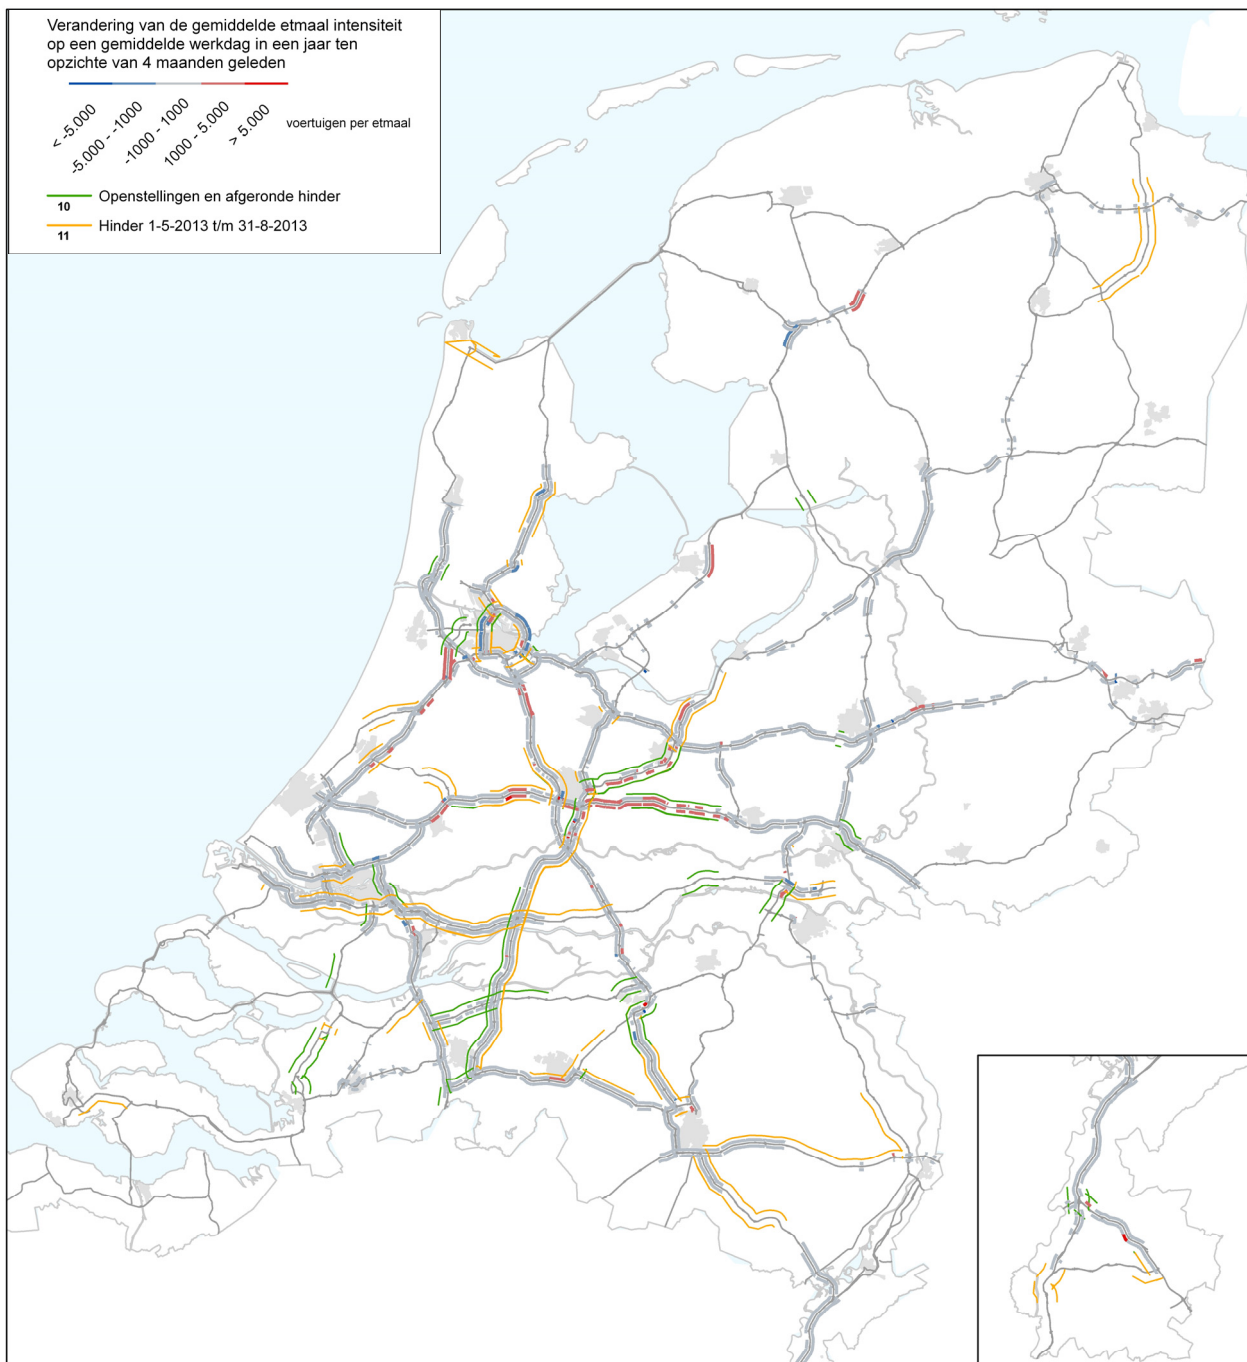 Verandering van de gemiddelde etmaal intensiteit
op een gemiddelde werkdag in een jaar ten
opzichte van 4 maanden geleden
< -5.000
-5.000 - -1000
-1000 - 1000
1000 - 5.000
> 5.000
voertuigen per etmaal
Openstellingen en afgeronde hinder
10
Hinder 1-5-2013 t/m 31-8-2013
11